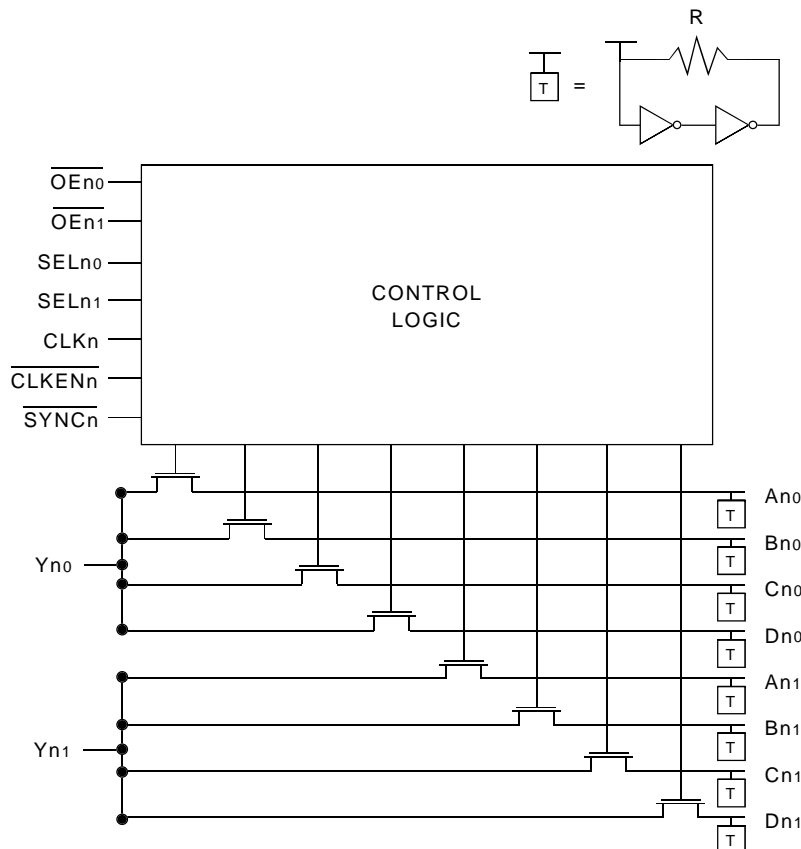 R
T =
OEn0
OEn1
SELn0
SELn1
CLKn
CLKENn
SYNCn
CONTROL
LOGIC
An0
T
Bn0
T
Yn0
Cn0
T
Dn0
T
An1
T
Bn1
T
Yn1
Cn1
T
Dn1
T